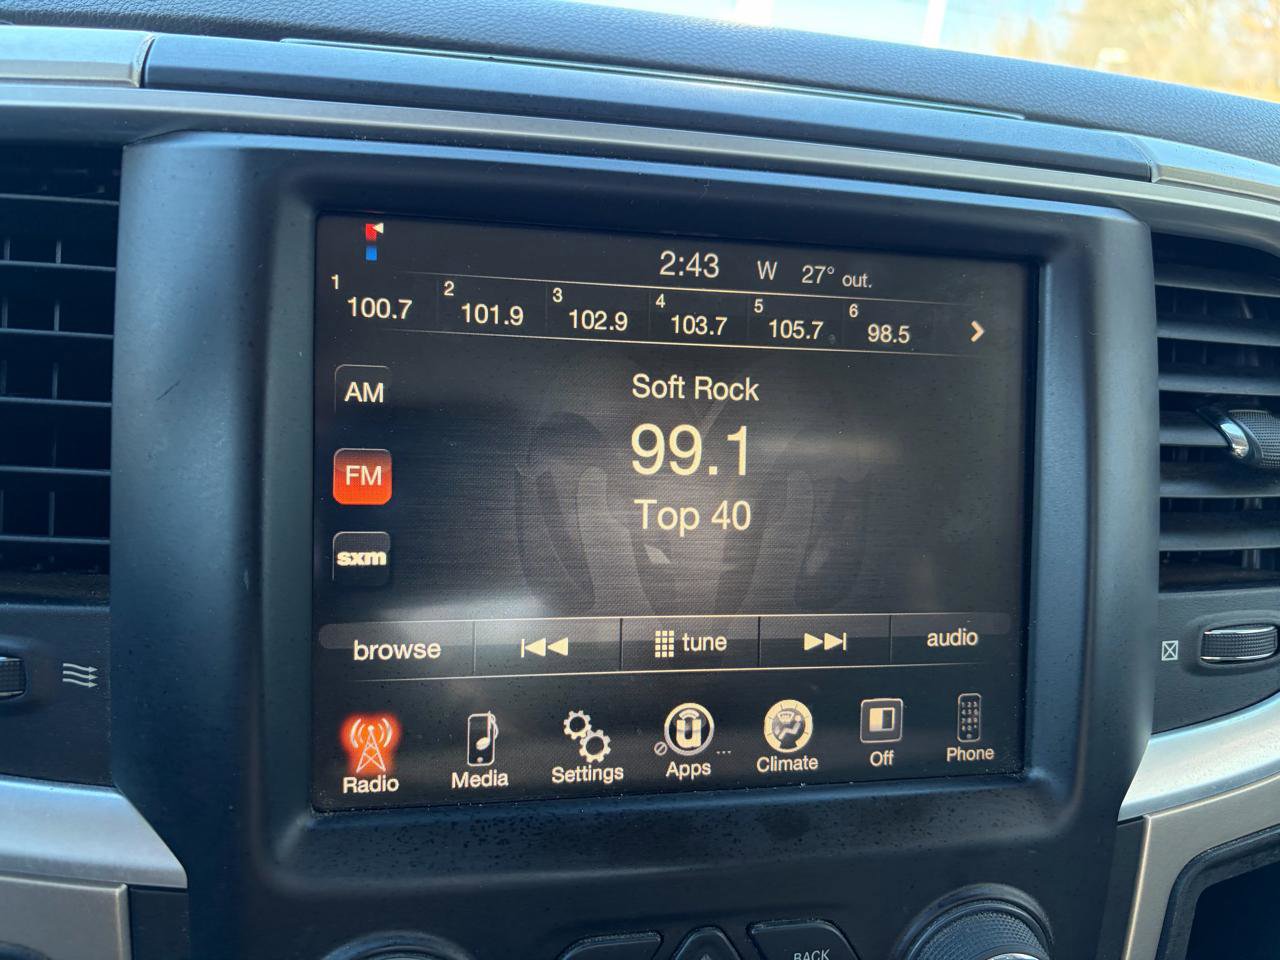 2:43 W 27° out.
1 100.7 2 101.9 3 102.9 4 103.7 5 105.7 6 98.5
AM
Soft Rock
99.1
FM
Top 40
sxm
browse tune audio
Radio Media Settings Apps Climate Off Phone
BACK